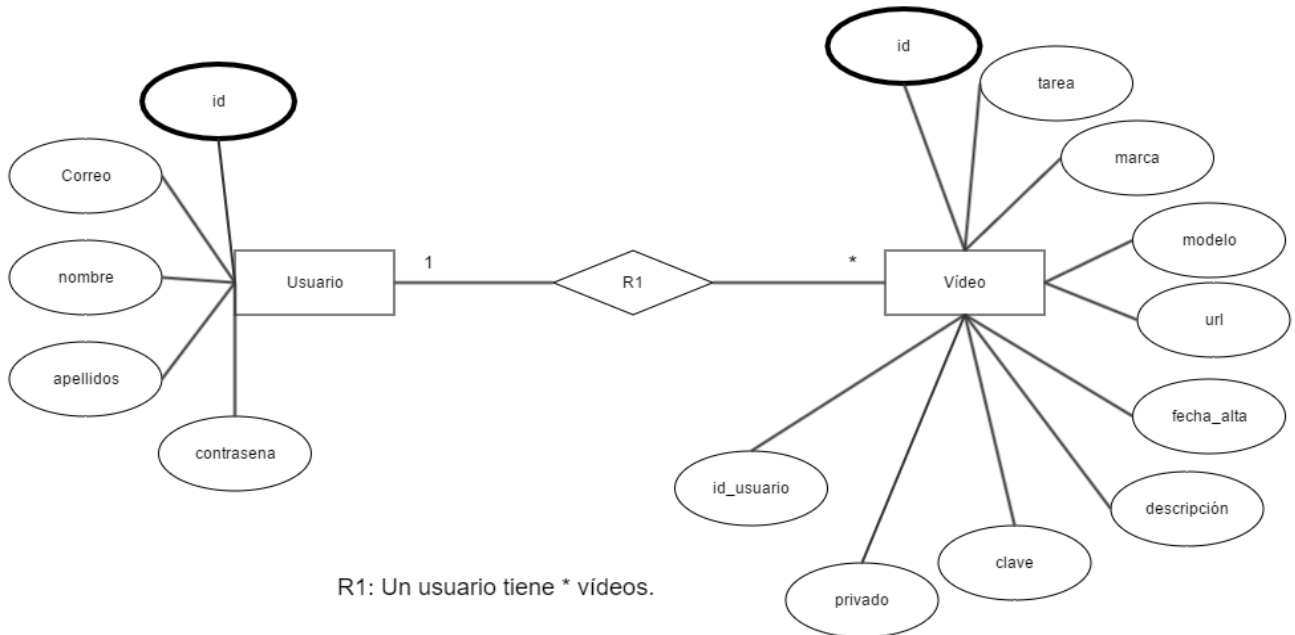 id
id
tarea
marca
Correo
modelo
nombre
Usuario
1
R1
*
Vídeo
url
apellidos
fecha_alta
contrasena
id_usuario
descripción
clave
privado
R1: Un usuario tiene * vídeos.